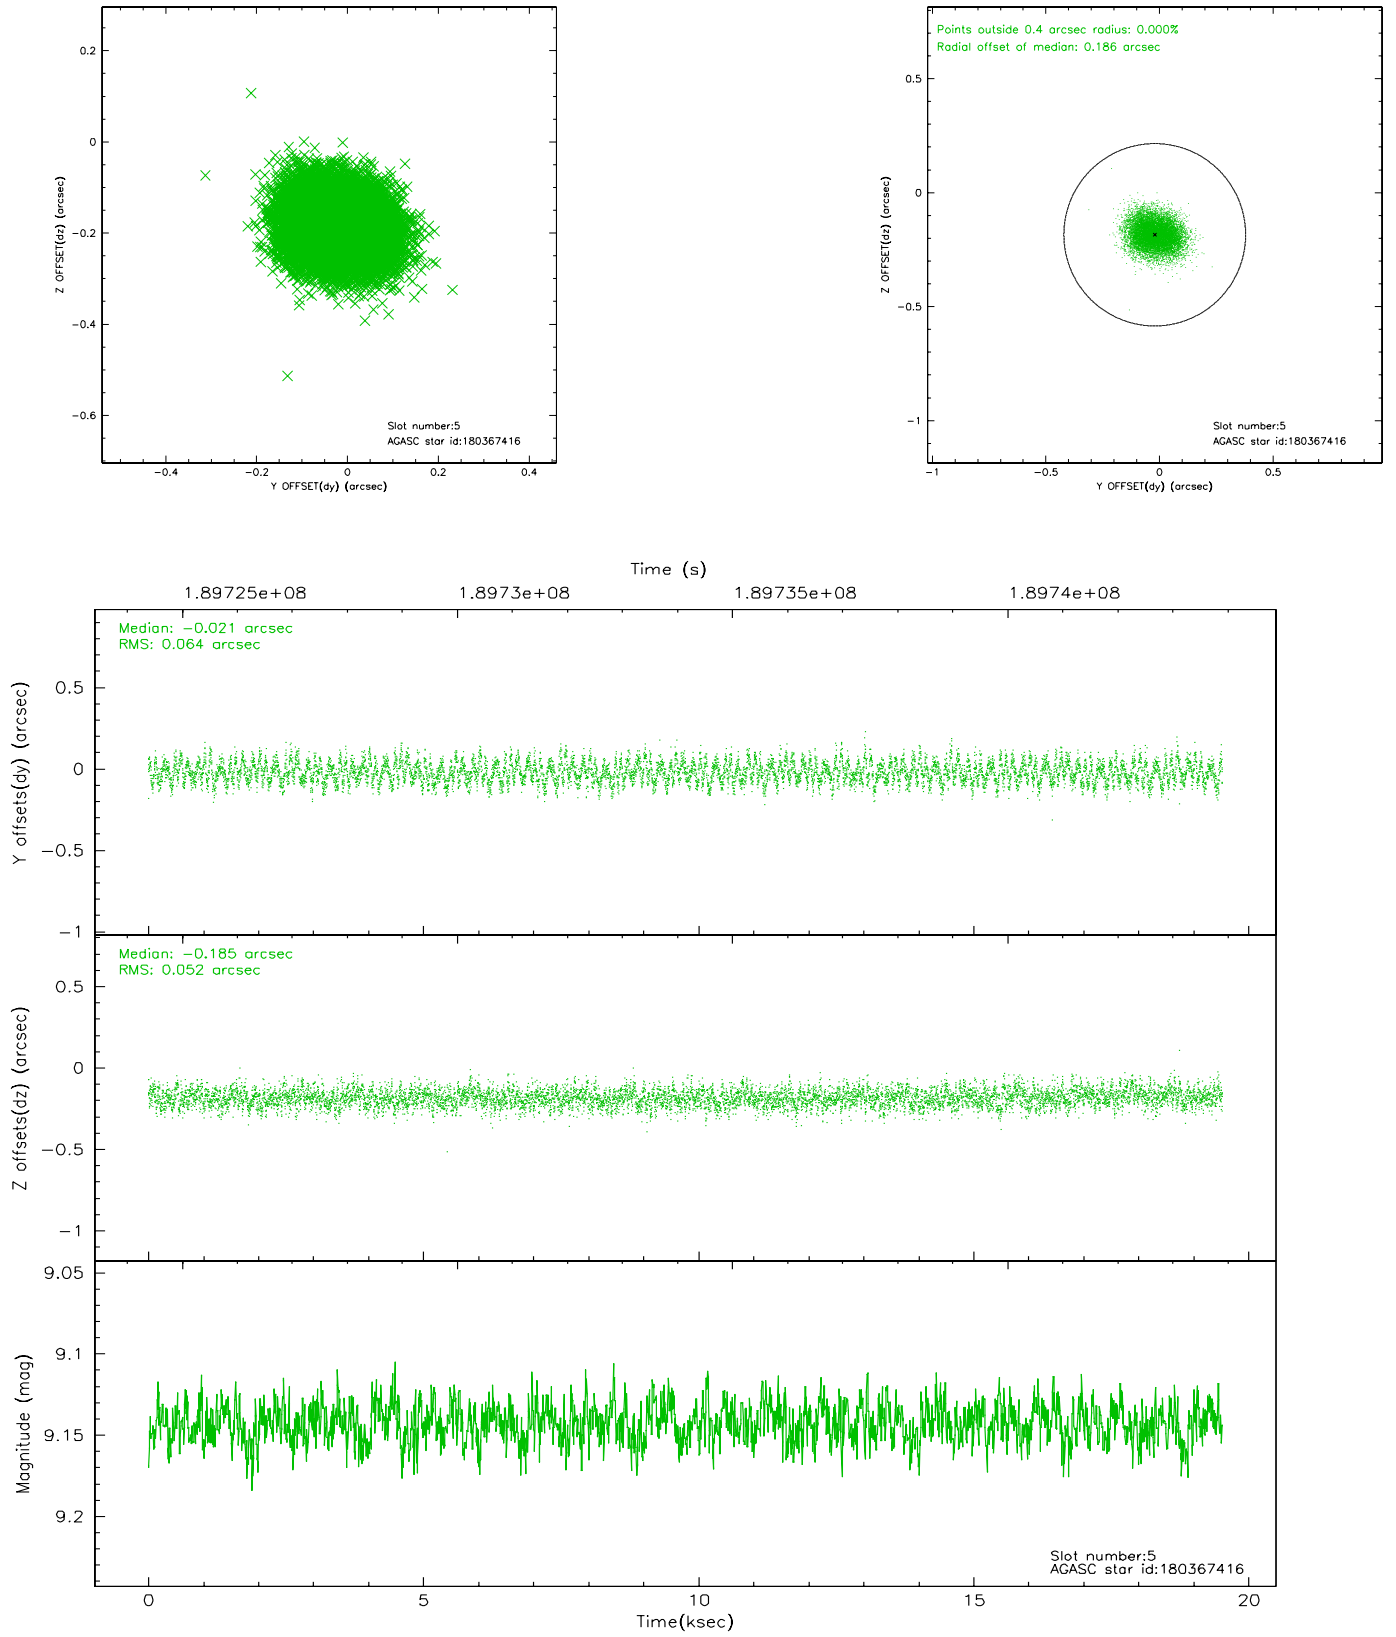 0.2
0
−0.2
−0.4
−0.6
Z OFFSET(dz) (arcsec)
Slot number:5
AGASC star id:180367416
−0.4
−0.2
0
0.2
0.4
Y OFFSET(dy) (arcsec)
Points outside 0.4 arcsec radius: 0.000%
Radial offset of median: 0.186 arcsec
0.5
0
−0.5
−1
Z OFFSET(dz) (arcsec)
Slot number:5
AGASC star id:180367416
−1
−0.5
0
0.5
Y OFFSET(dy) (arcsec)
Time (s)
1.89725e+08
1.8973e+08
1.89735e+08
1.8974e+08
Median: −0.021 arcsec
RMS: 0.064 arcsec
0.5
0
−0.5
−1
Y offsets(dy) (arcsec)
Median: −0.185 arcsec
RMS: 0.052 arcsec
0.5
0
−0.5
−1
Z offsets(dz) (arcsec)
9.05
9.1
9.15
9.2
Magnitude (mag)
Slot number:5
AGASC star id:180367416
0
5
10
15
20
Time(ksec)